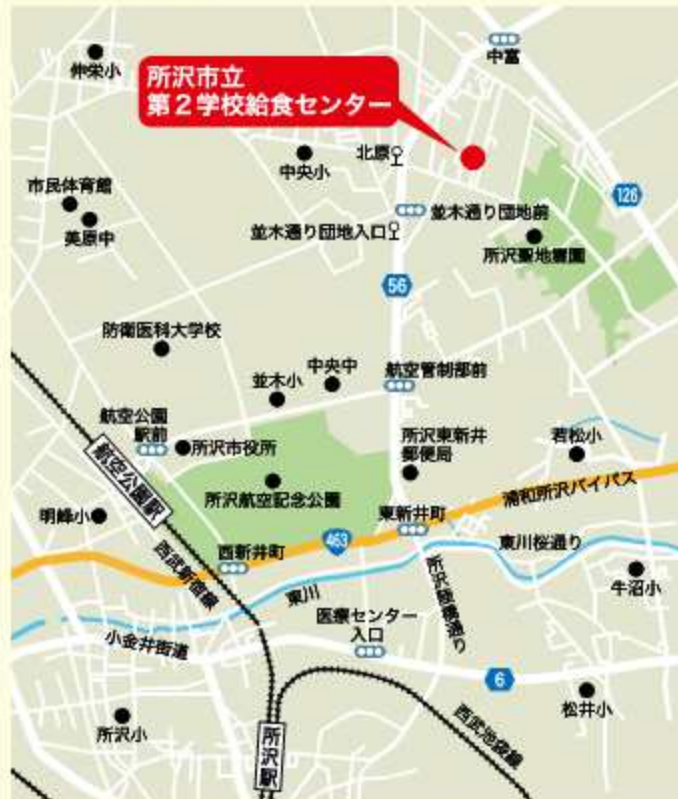 中富
伸栄小
所沢市立
第2学校給食センター
中央小
北原
市民体育館
美原中
126
並木通り団地前
並木通り団地入口
所沢聖地霊園
56
防衛医科大学校
中央中
並木小
航空管制部前
航空公園
駅前
所沢市役所
所沢東新井
郵便局
若松小
航空公園駅
所沢航空記念公園
浦和所沢バイパス
明峰小
東新井町
463
西新井町
東川桜通り
西武新宿線
東川
牛沼小
医療センター
入口
小金井街道
6
松井小
所沢小
所沢駅
西武池袋線